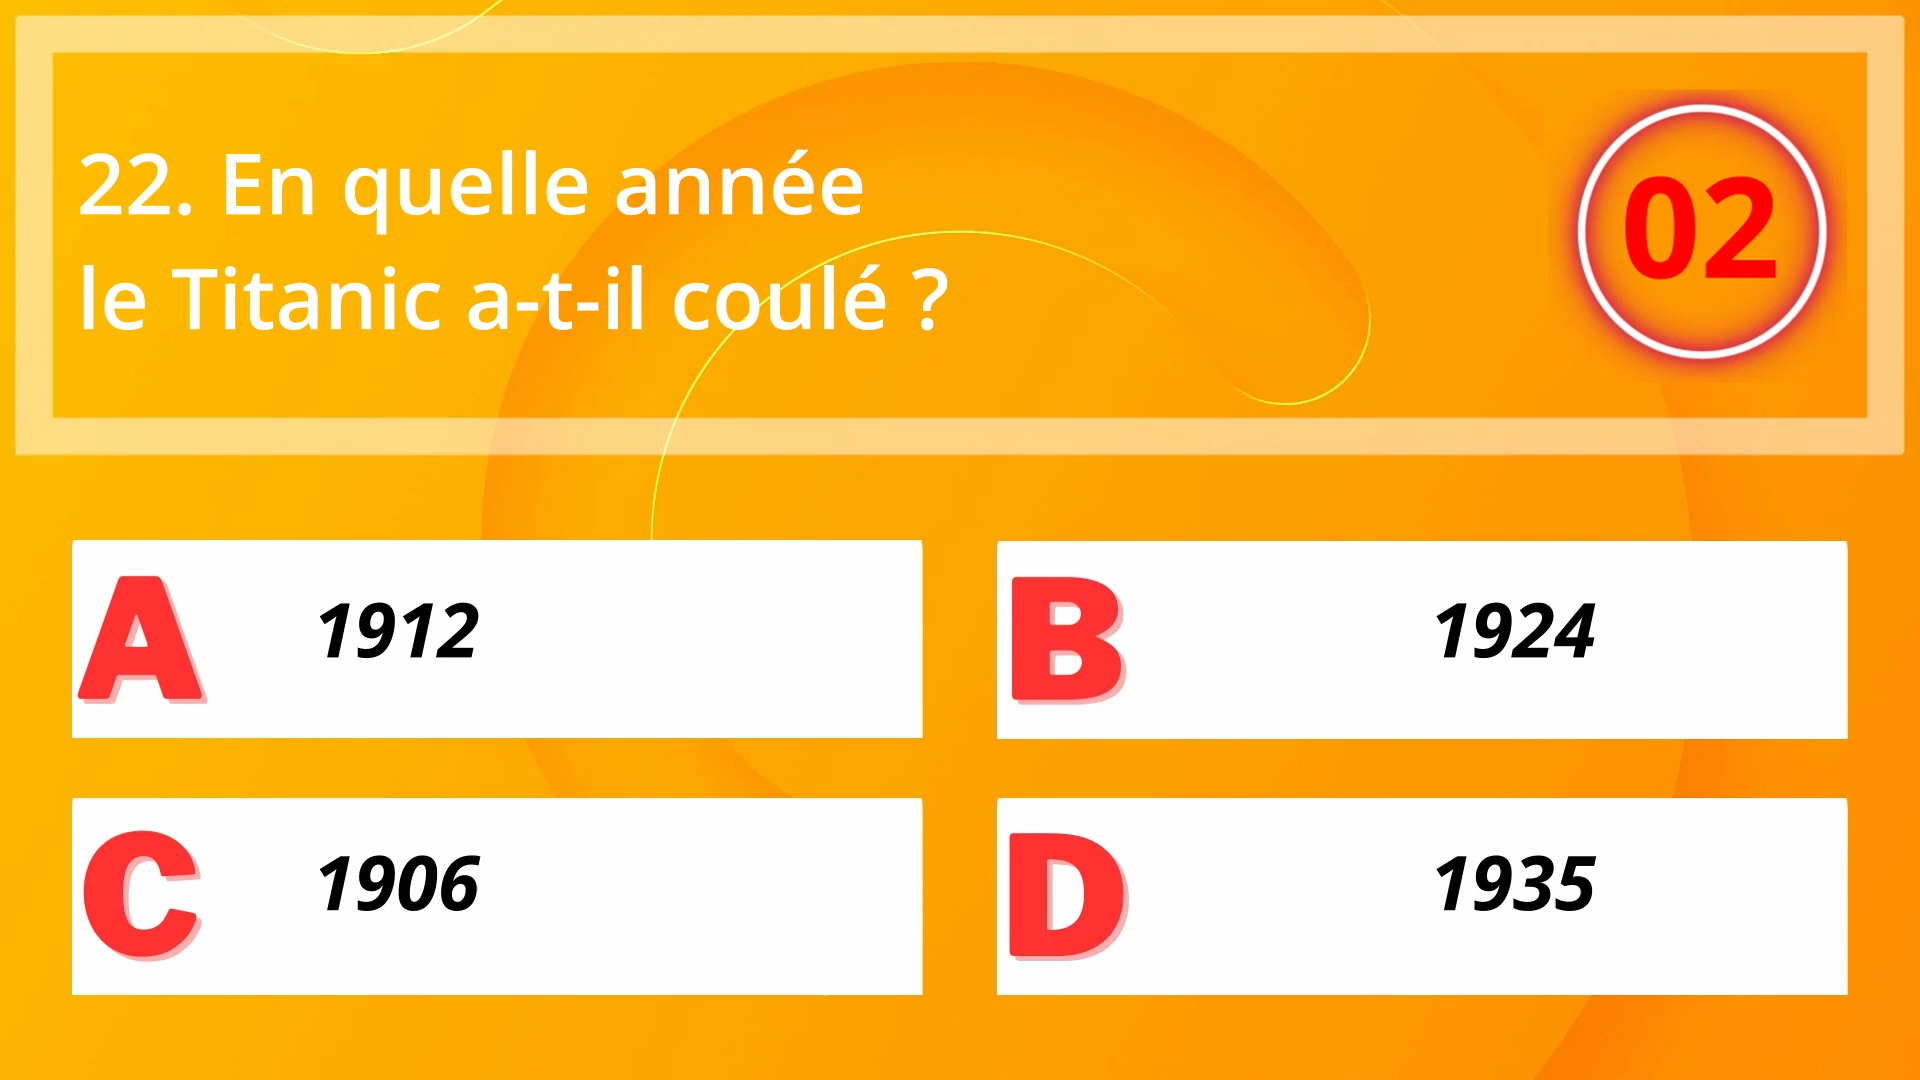 22. En quelle année
le Titanic a-t-il coulé ?
02
A 1912
B 1924
C 1906
D 1935